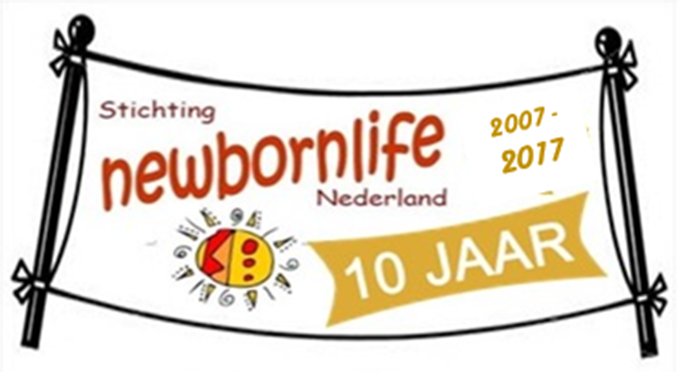 Stichting
newbornlife
Nederland
2007-
2017
10 JAAR